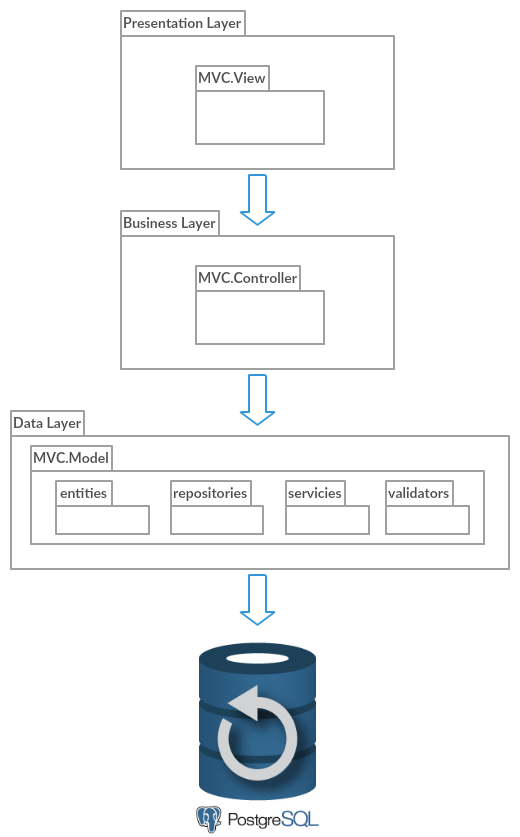 Presentation Layer
MVC.View
Business Layer
MVC.Controller
Data Layer
MVC.Model
entities
repositories
servicies
validators
PostgreSQL